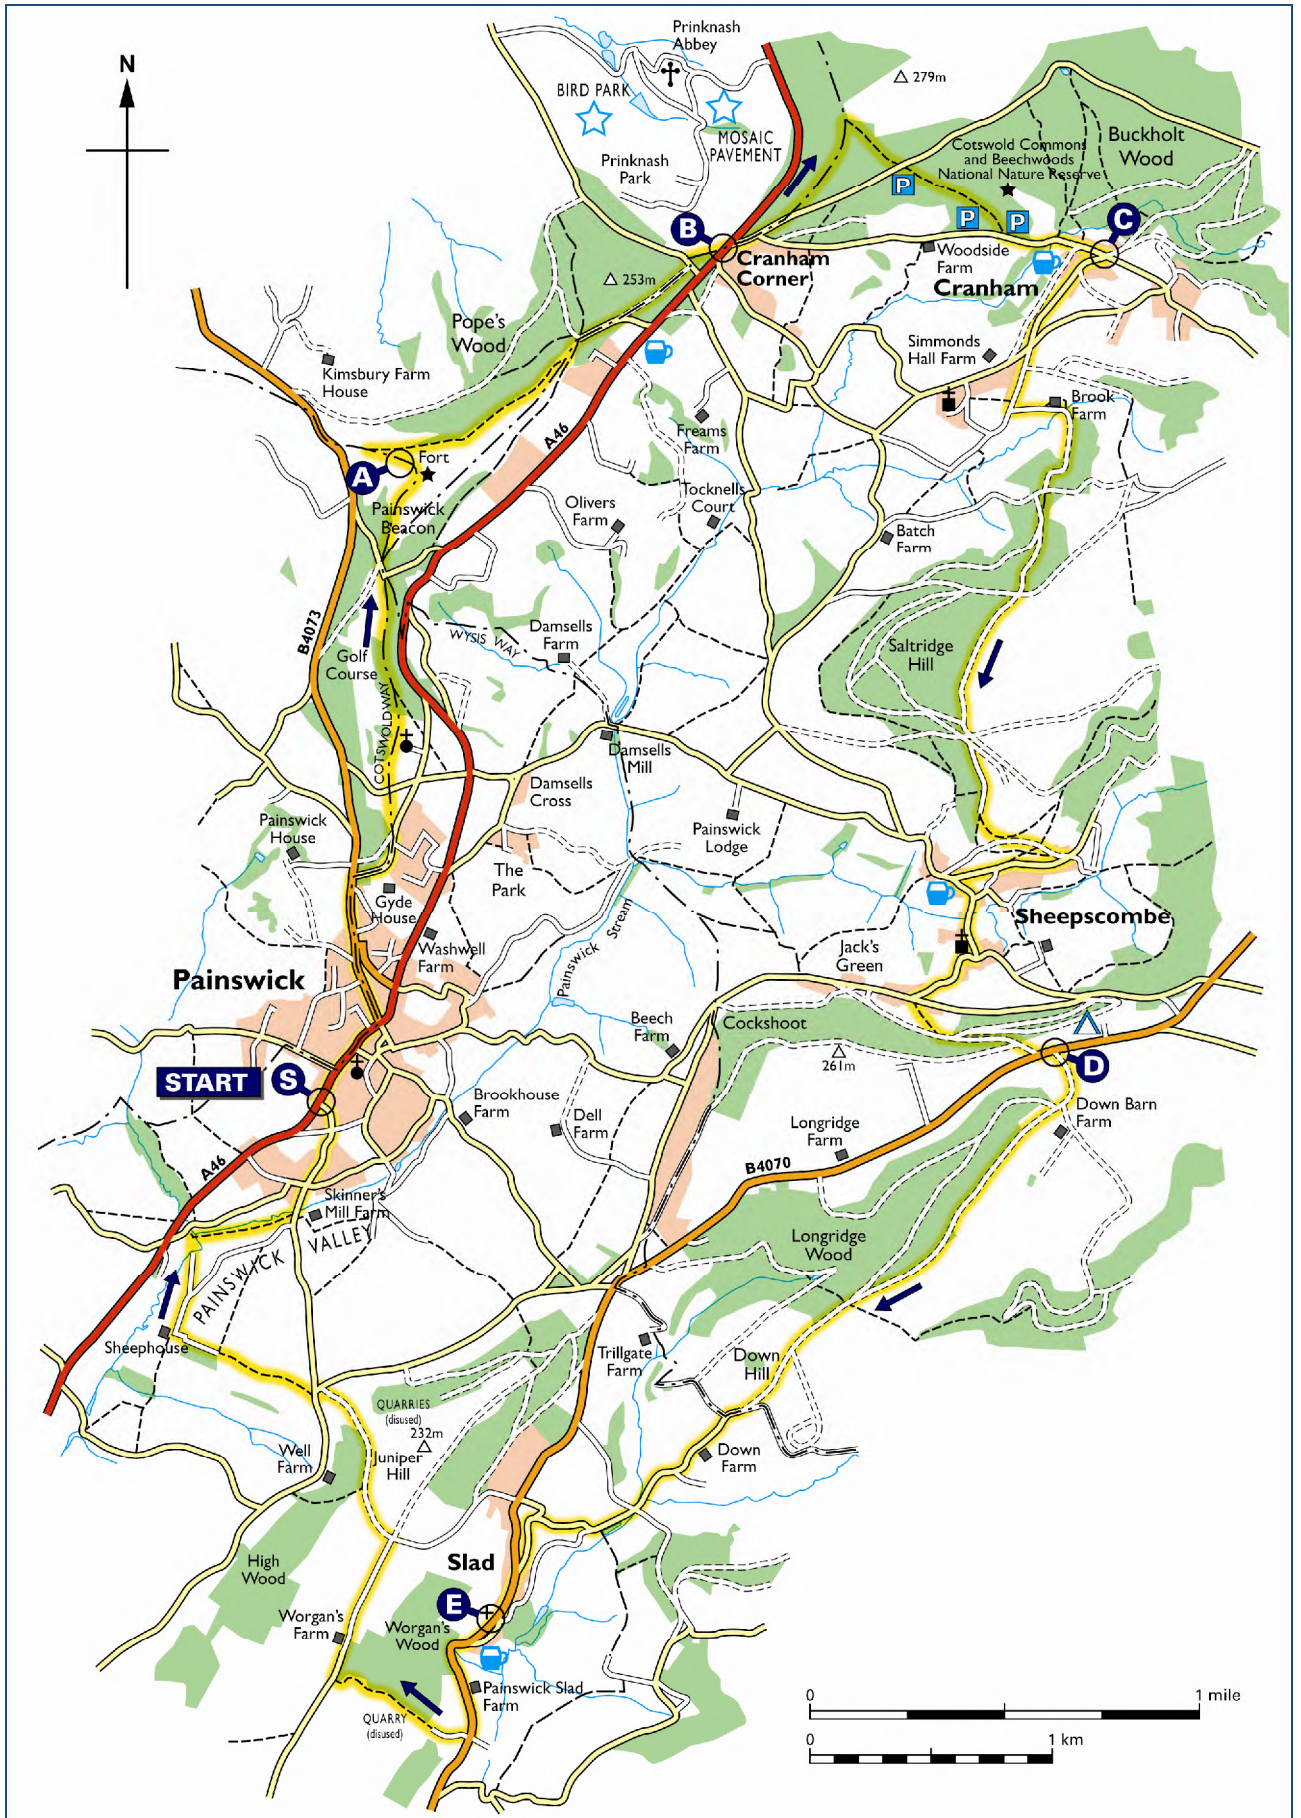 Prinknash
Abbey
N
279m
BIRD PARK
MOSAIC
PAVEMENT
Buckholt
Wood
Cotswold Commons
and Beechwoods
National Nature Reserve
Prinknash
Park
P
P
P
B
C
Cranham
Corner
Woodside
Farm
Cranham
253m
Pope's
Wood
Simmonds
Hall Farm
Kimsbury Farm
House
Brook
Farm
A46
Freams
Farm
Fort
A
Painswick
Beacon
Olivers
Farm
Tocknells
Court
Batch
Farm
B4073
Golf
Course
WYSIS WAY
Damsells
Farm
Saltridge
Hill
COTSWOLD WAY
Damsells
Mill
Damsells
Cross
Painswick
House
Painswick
Lodge
The
Park
Gyde
House
Sheepscombe
Washwell
Farm
Painswick Stream
Jack's
Green
Painswick
Beech
Farm
Cockshoot
261m
START
S
D
Brookhouse
Farm
Dell
Farm
Down Barn
Farm
Longridge
Farm
A46
B4070
Skinner's
Mill Farm
PAINSWICK VALLEY
Longridge
Wood
Sheephouse
Trillgate
Farm
Down
Hill
QUARRIES
(disused)
232m
Well
Farm
Juniper
Hill
Down
Farm
High
Wood
Slad
E
Worgan's
Farm
Worgan's
Wood
Painswick Slad
Farm
QUARRY
(disused)
0 1 mile
0 1 km